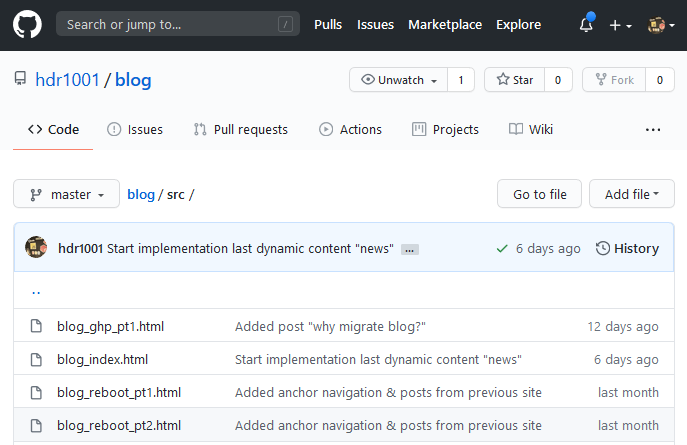 Search or jump to... / Pulls Issues Marketplace Explore
hdr1001 / blog Unwatch 1 Star 0 Fork 0
Code Issues Pull requests Actions Projects Wiki ...
master blog / src / Go to file Add file
hdr1001 Start implementation last dynamic content "news" ... 6 days ago History
..
blog_ghp_pt1.html Added post "why migrate blog?" 12 days ago
blog_index.html Start implementation last dynamic content "news" 6 days ago
blog_reboot_pt1.html Added anchor navigation & posts from previous site last month
blog_reboot_pt2.html Added anchor navigation & posts from previous site last month